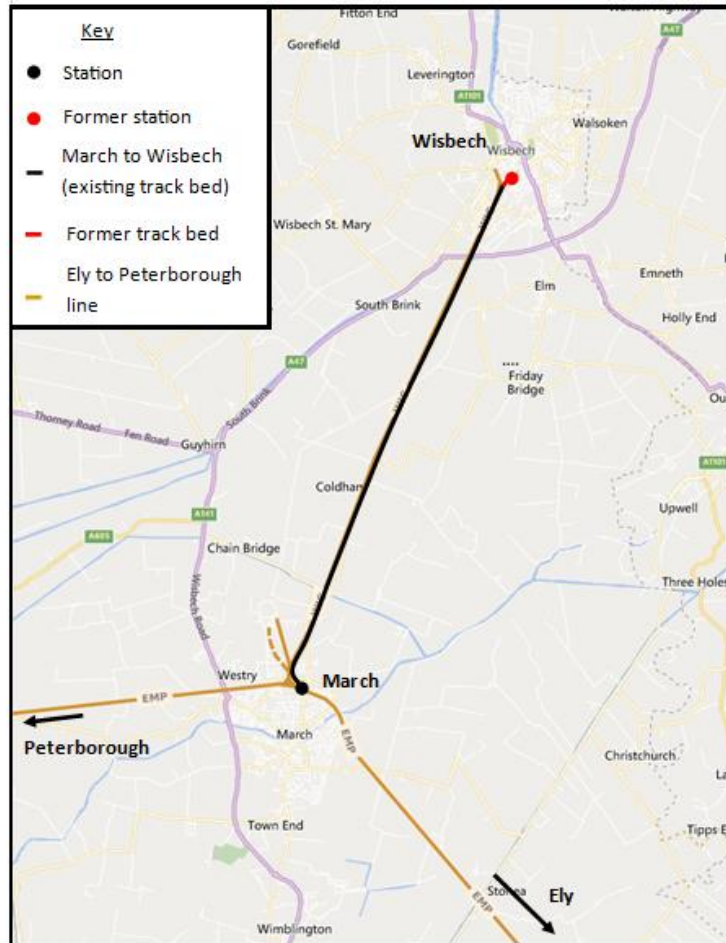 Key
Station
Former station
March to Wisbech
(existing track bed)
Former track bed
Ely to Peterborough
line
Fitton End
A47
Gorefield
Leverington
A1101
Walsoken
Wisbech
Wisbech
Wisbech St. Mary
Emneth
Elm
South Brink
Holly End
A47
Friday
Bridge
South Brink
Thorney Road
Fen Road
Guyhirn
A1101
Coldham
Upwell
A141
A605
Chain Bridge
Three Holes
Wisbech Road
Westry
March
EMP
Peterborough
March
EMP
Christchurch
Town End
Tipps E
Stonea
Ely
EMP
Wimblington